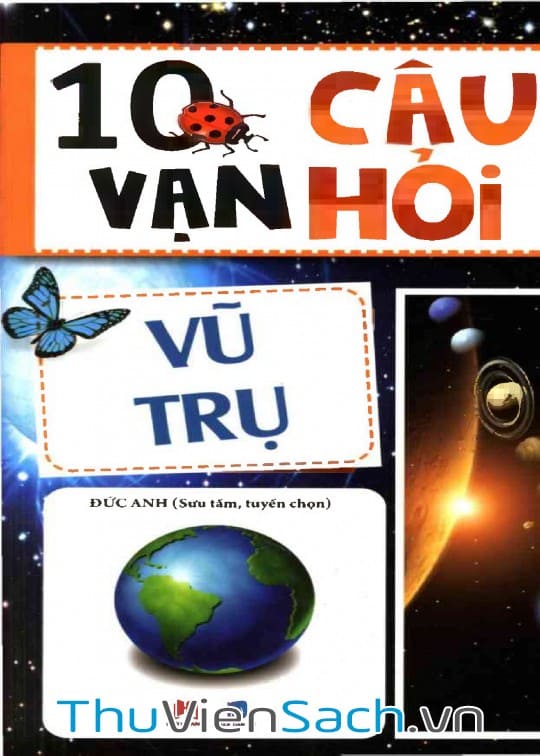 10 CÂU
VẠN HỎI
VŨ
TRỤ
ĐỨC ANH (Sưu tầm, tuyển chọn)
ThuVienSach.vn